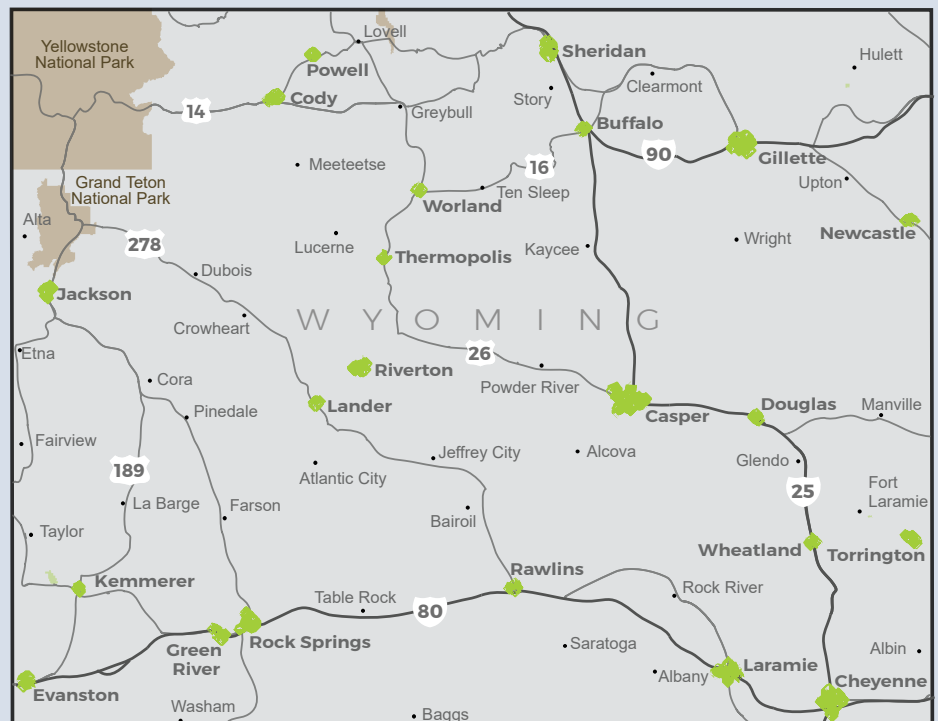 Yellowstone
National Park
Lovell
Powell
Sheridan
Hulett
Clearmont
Story
Cody
14
Greybull
Buffalo
90
Gillette
16
Meeteetse
Upton
Grand Teton
National Park
Ten Sleep
Worland
Alta
Newcastle
278
Lucerne
Kaycee
Wright
Thermopolis
Dubois
Jackson
Crowheart
WYOMING
Etna
26
Riverton
Powder River
Cora
Lander
Pinedale
Casper
Douglas
Manville
Fairview
Jeffrey City
Alcova
Glendo
189
Atlantic City
25
Fort
Laramie
La Barge
Farson
Bairoil
Taylor
Wheatland
Torrington
Rawlins
Kemmerer
Rock River
Table Rock
80
Rock Springs
Green
River
Saratoga
Albin
Laramie
Albany
Cheyenne
Evanston
Washam
Baggs